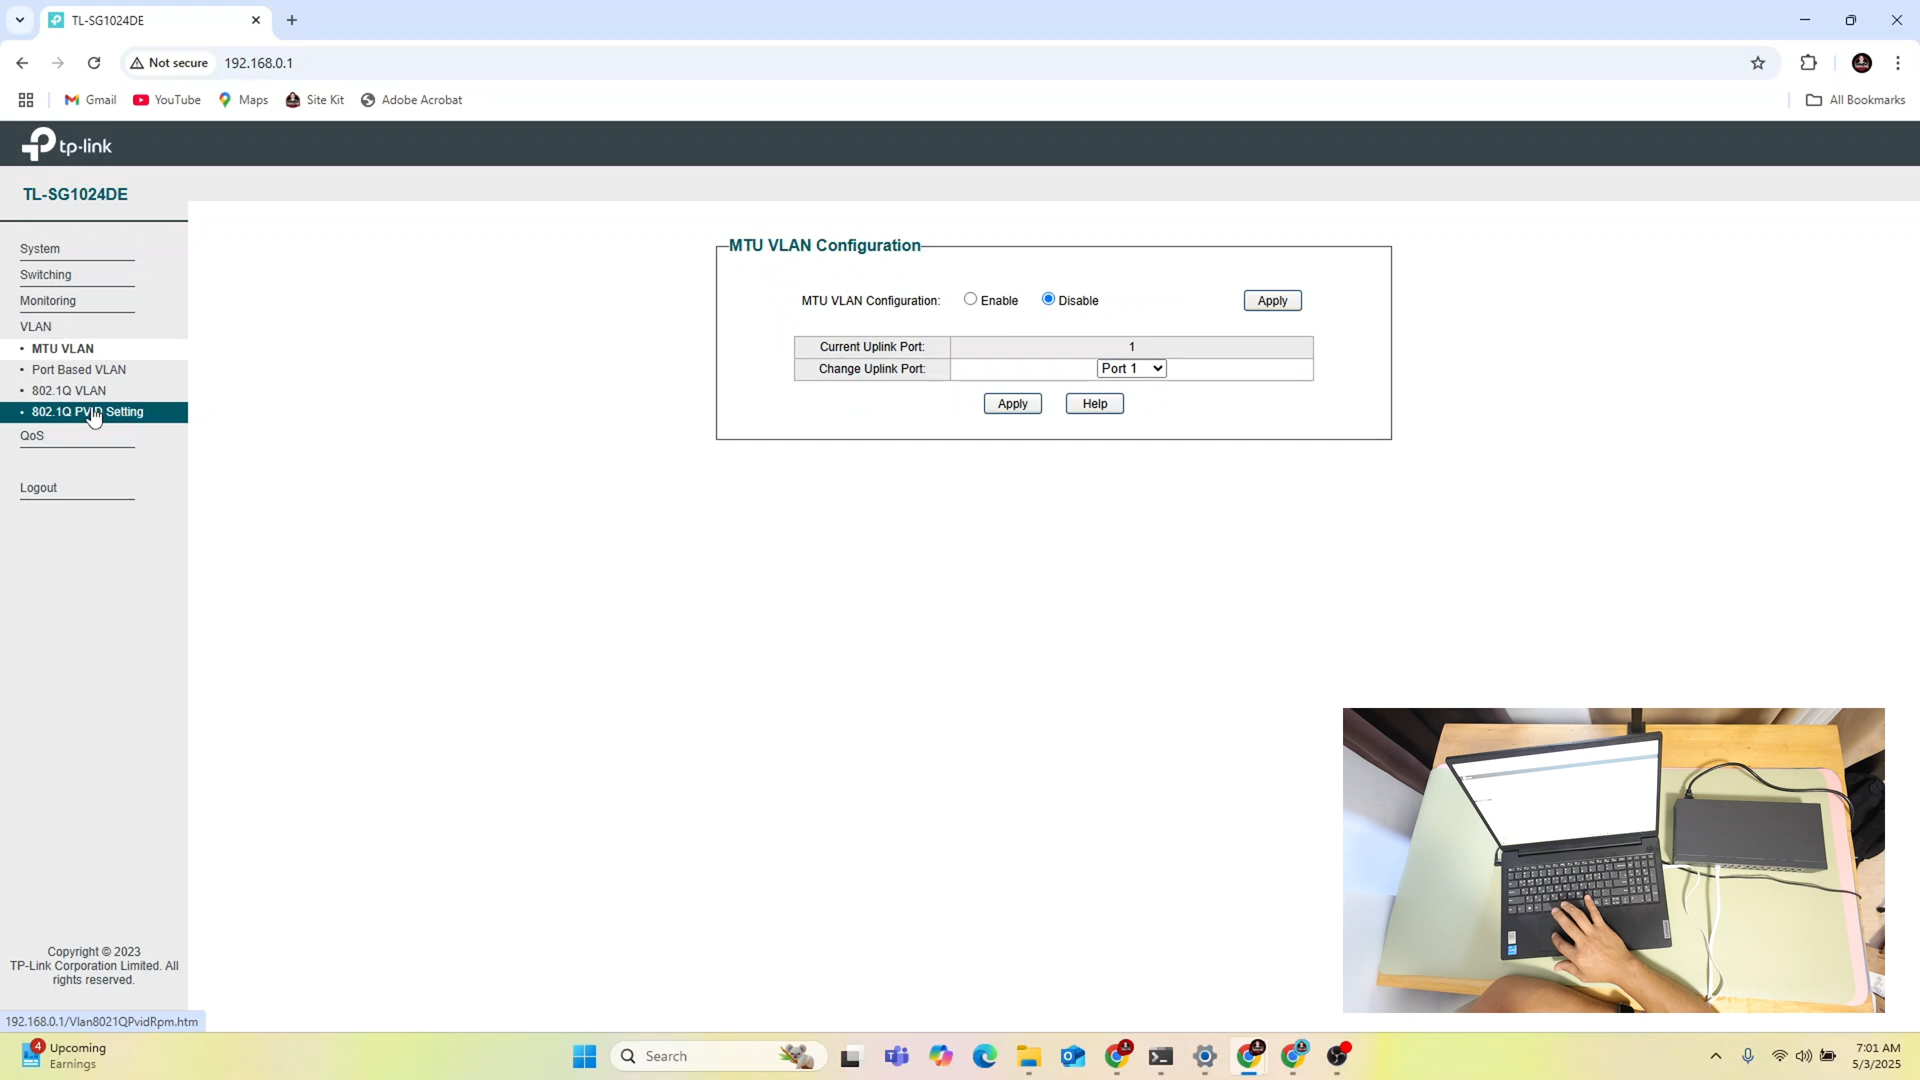 TL-SG1024DE
Not secure
192.168.0.1
Gmail
YouTube
Maps
Site Kit
Adobe Acrobat
All Bookmarks
tp-link
TL-SG1024DE
System
Switching
Monitoring
VLAN
• MTU VLAN
• Port Based VLAN
• 802.1Q VLAN
• 802.1Q PVID Setting
QoS
Logout
MTU VLAN Configuration
MTU VLAN Configuration: Enable Disable Apply
Current Uplink Port: 1
Change Uplink Port: Port 1
Apply Help
Copyright © 2023
TP-Link Corporation Limited. All
rights reserved.
192.168.0.1/Vlan8021QPvidRpm.htm
4
Upcoming
Earnings
Search
7:01 AM
5/3/2025